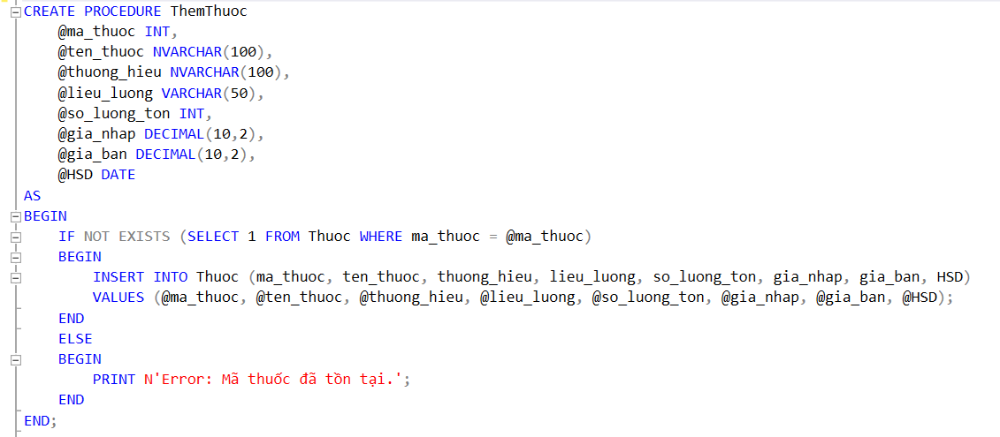 CREATE PROCEDURE ThemThuoc
    @ma_thuoc INT,
    @ten_thuoc NVARCHAR(100),
    @thuong_hieu NVARCHAR(100),
    @lieu_luong VARCHAR(50),
    @so_luong_ton INT,
    @gia_nhap DECIMAL(10,2),
    @gia_ban DECIMAL(10,2),
    @HSD DATE
AS
BEGIN
    IF NOT EXISTS (SELECT 1 FROM Thuoc WHERE ma_thuoc = @ma_thuoc)
    BEGIN
        INSERT INTO Thuoc (ma_thuoc, ten_thuoc, thuong_hieu, lieu_luong, so_luong_ton, gia_nhap, gia_ban, HSD)
        VALUES (@ma_thuoc, @ten_thuoc, @thuong_hieu, @lieu_luong, @so_luong_ton, @gia_nhap, @gia_ban, @HSD);
    END
    ELSE
    BEGIN
        PRINT N'Error: Mã thuốc đã tồn tại.';
    END
END;